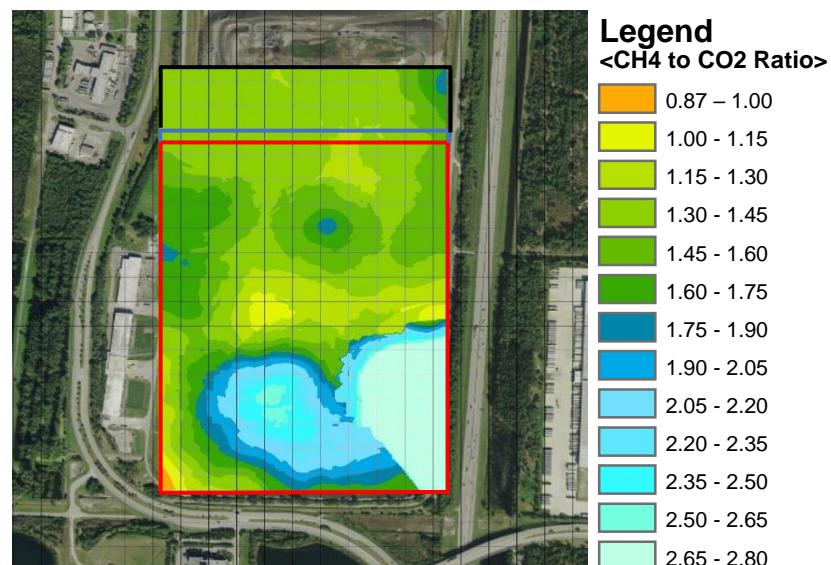 Legend
<CH4 to CO2 Ratio>
0.87 – 1.00
1.00 - 1.15
1.15 - 1.30
1.30 - 1.45
1.45 - 1.60
1.60 - 1.75
1.75 - 1.90
1.90 - 2.05
2.05 - 2.20
2.20 - 2.35
2.35 - 2.50
2.50 - 2.65
2.65 - 2.80